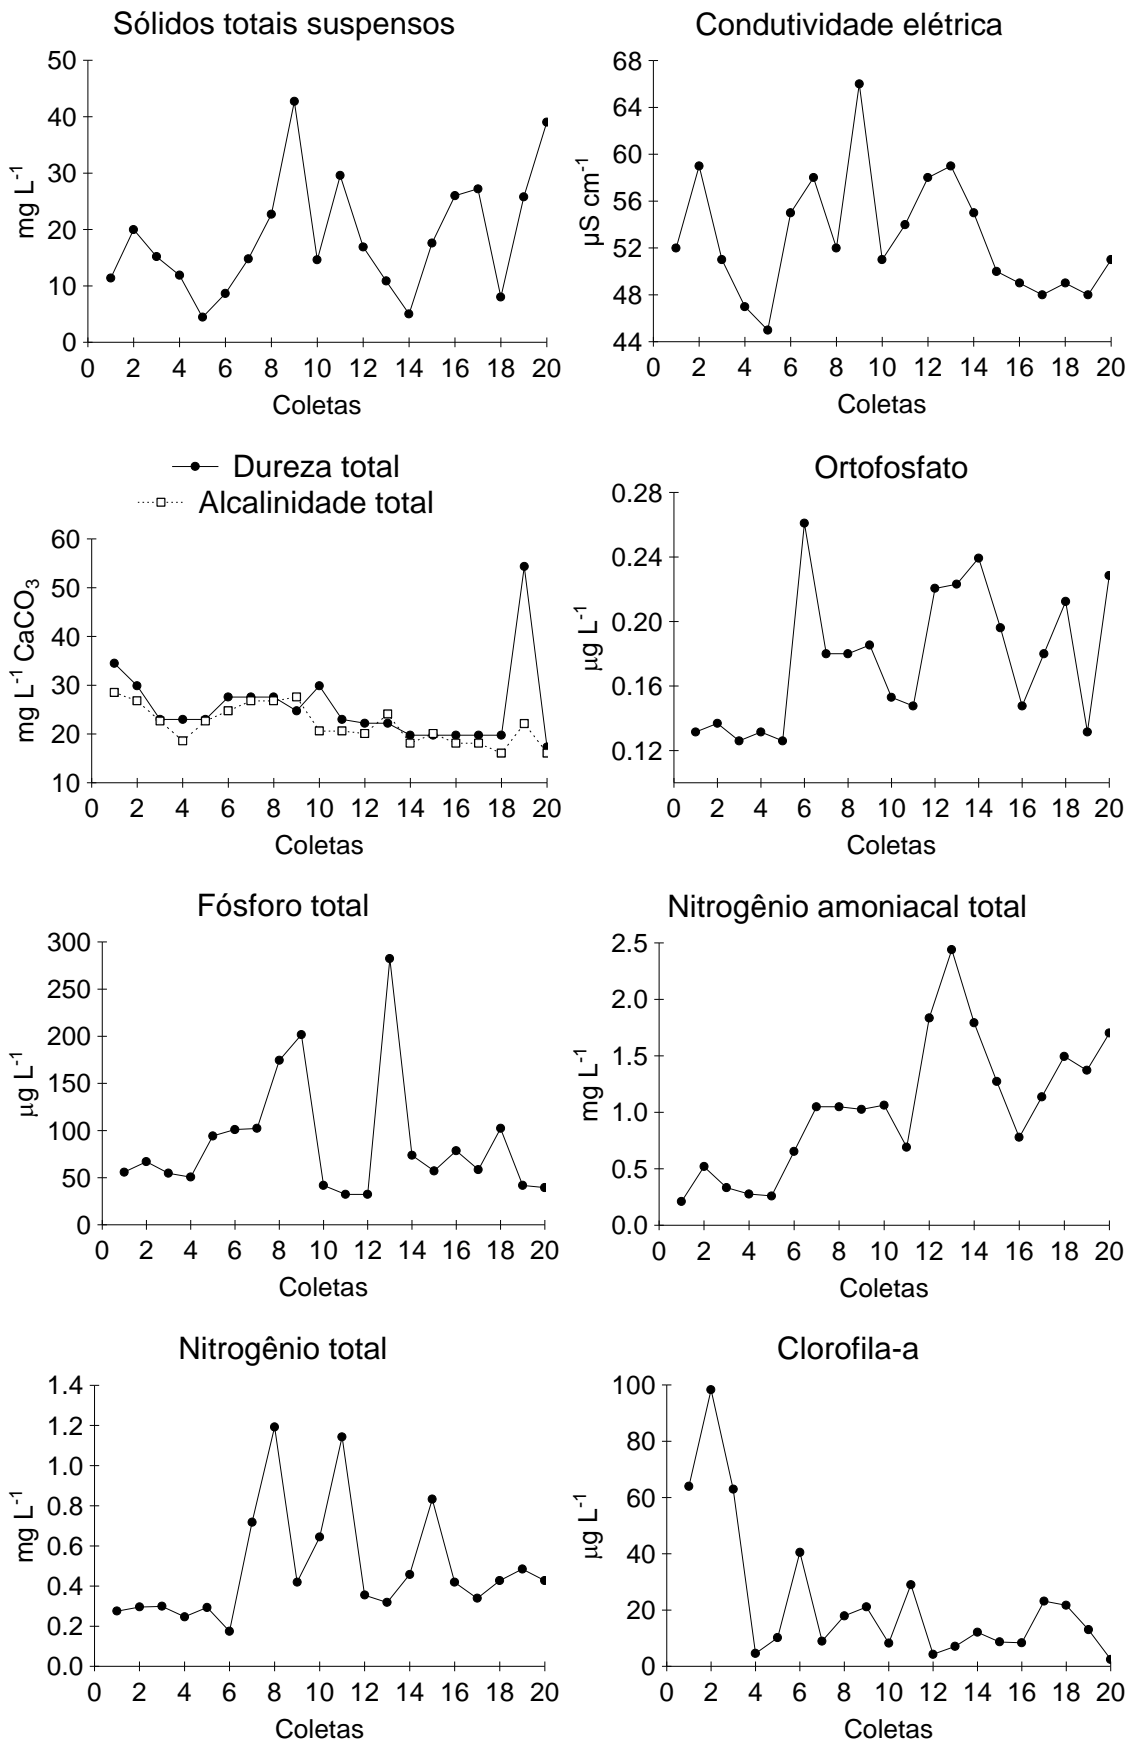 Sólidos totais suspensos
50
40
30
20
10
0
mg L⁻¹
0 2 4 6 8 10 12 14 16 18 20
Coletas
Condutividade elétrica
68
64
60
56
52
48
44
µS cm⁻¹
0 2 4 6 8 10 12 14 16 18 20
Coletas
Dureza total
Alcalinidade total
60
50
40
30
20
10
mg L⁻¹ CaCO₃
0 2 4 6 8 10 12 14 16 18 20
Coletas
Ortofosfato
0.28
0.24
0.20
0.16
0.12
µg L⁻¹
0 2 4 6 8 10 12 14 16 18 20
Coletas
Fósforo total
300
250
200
150
100
50
0
µg L⁻¹
0 2 4 6 8 10 12 14 16 18 20
Coletas
Nitrogênio amoniacal total
2.5
2.0
1.5
1.0
0.5
0.0
mg L⁻¹
0 2 4 6 8 10 12 14 16 18 20
Coletas
Nitrogênio total
1.4
1.2
1.0
0.8
0.6
0.4
0.2
0.0
mg L⁻¹
0 2 4 6 8 10 12 14 16 18 20
Coletas
Clorofila-a
100
80
60
40
20
0
µg L⁻¹
0 2 4 6 8 10 12 14 16 18 20
Coletas